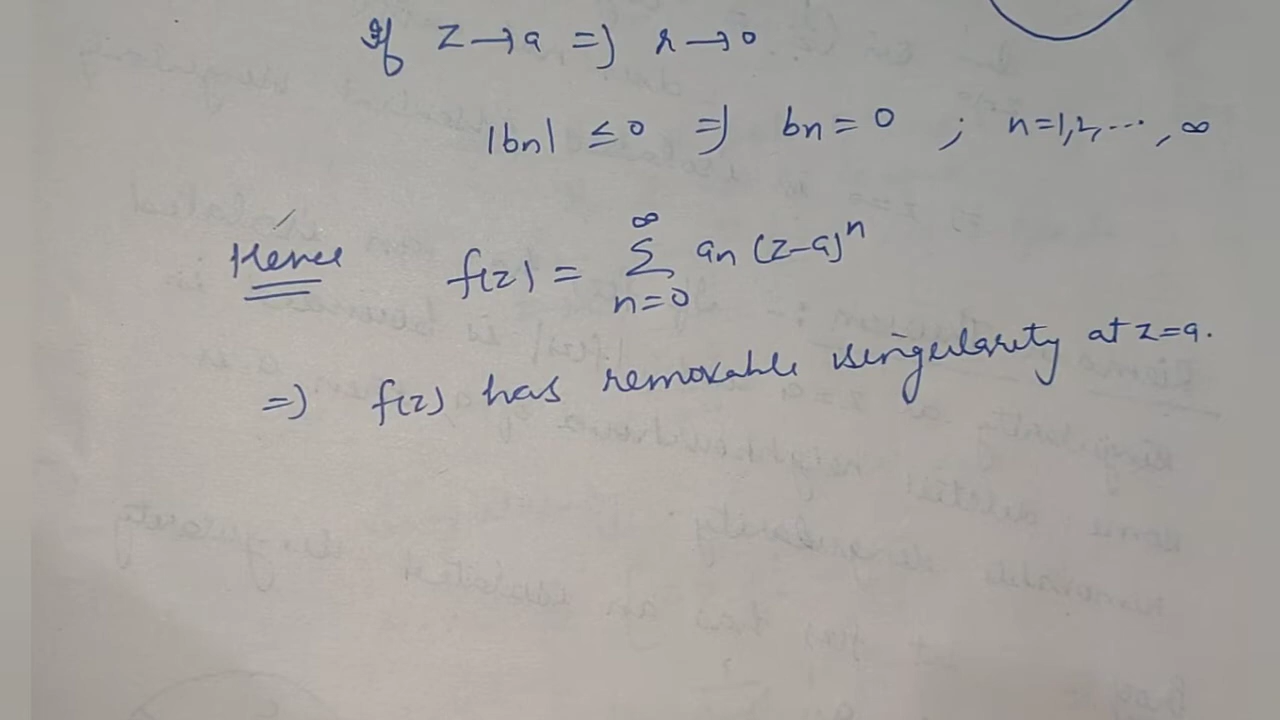 If z→a => r→0
|bn| ≤0 => bn=0 ; n=1,2,..., ∞
Hence f(z) = ∞ Σ n=0 an (z-a)^n
=> f(z) has removable singularity at z=a.